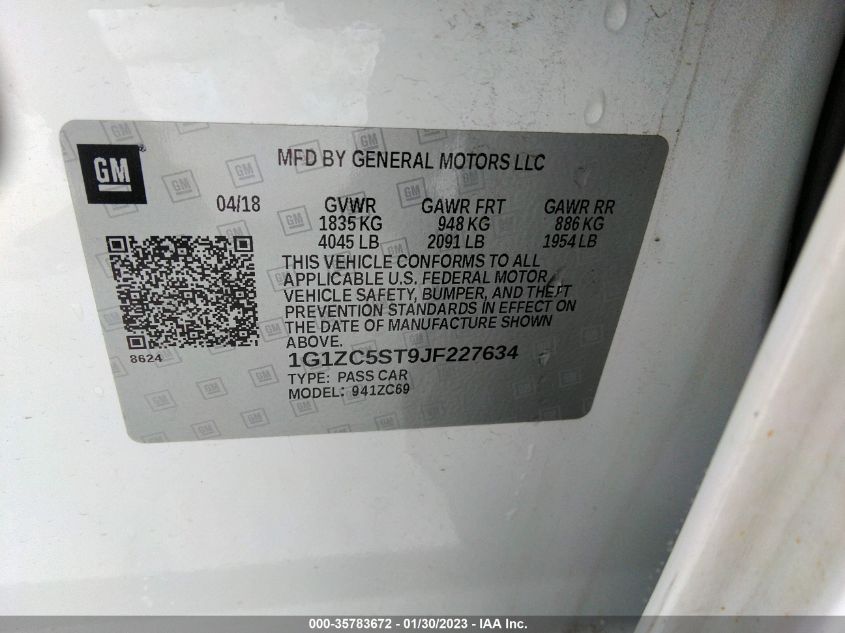 GM
MFD BY GENERAL MOTORS LLC
04/18 GVWR GAWR FRT GAWR RR
1835 KG 948 KG 886 KG
4045 LB 2091 LB 1954 LB
THIS VEHICLE CONFORMS TO ALL
APPLICABLE U.S. FEDERAL MOTOR
VEHICLE SAFETY, BUMPER, AND THEFT
PREVENTION STANDARDS IN EFFECT ON
THE DATE OF MANUFACTURE SHOWN
ABOVE.
8624
1G1ZC5ST9JF227634
TYPE: PASS CAR
MODEL: 941ZC69
000-35783672 - 01/30/2023 - IAA, Inc.